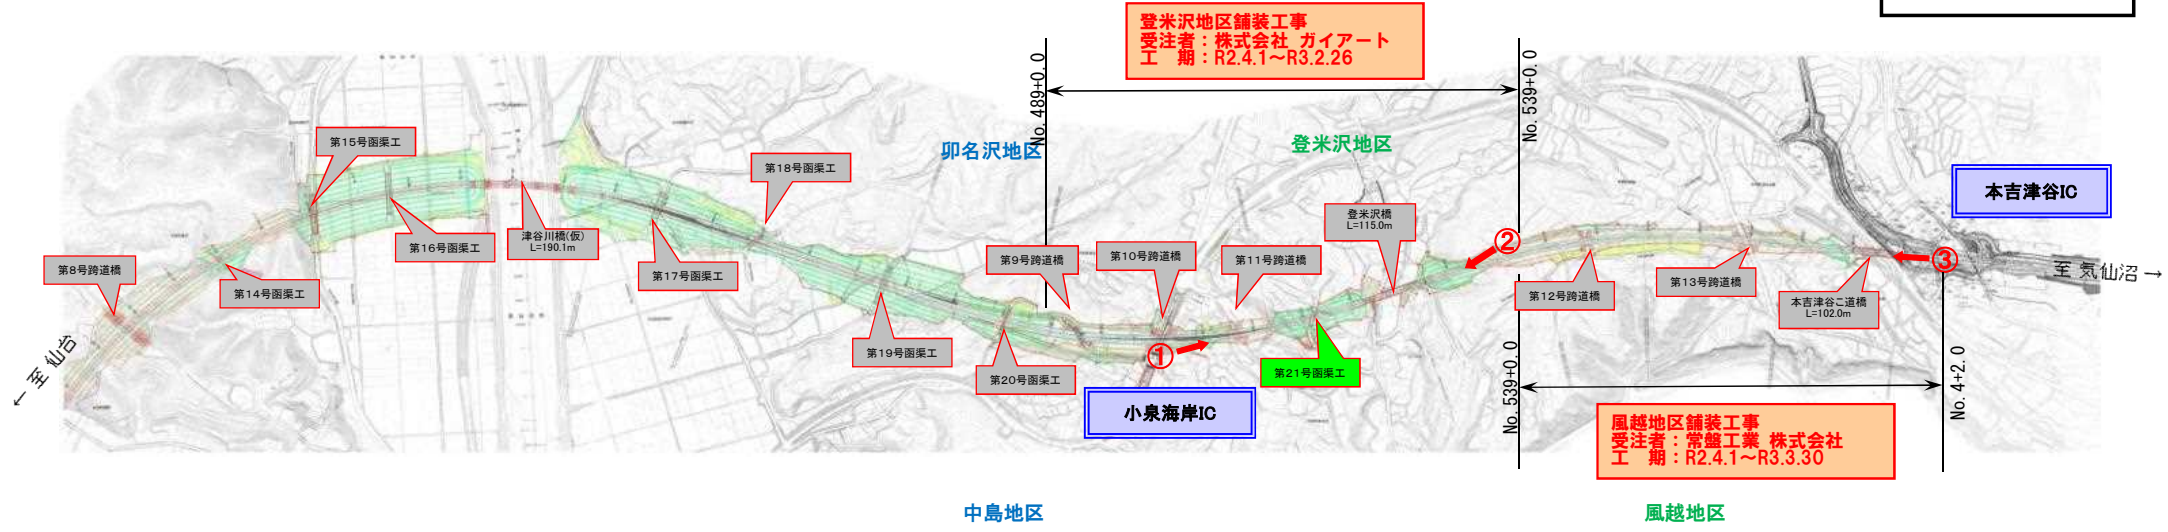 登米沢地区舗装工事
受注者：株式会社 ガイアート
工　期：R2.4.1～R3.2.26
No.489+0.0
No.539+0.0
卯名沢地区
登米沢地区
第15号函渠工
第18号函渠工
本吉津谷IC
第16号函渠工
津谷川橋(仮)
L=190.1m
第17号函渠工
第8号跨道橋
第14号函渠工
第9号跨道橋
第10号跨道橋
第11号跨道橋
登米沢橋
L=115.0m
②
③
至 気仙沼 →
第12号跨道橋
第13号跨道橋
本吉津谷こ道橋
L=102.0m
← 至 仙台
第19号函渠工
第20号函渠工
①
第21号函渠工
小泉海岸IC
No.539+0.0
No.4+2.0
風越地区舗装工事
受注者：常盤工業 株式会社
工　期：R2.4.1～R3.3.30
中島地区
風越地区